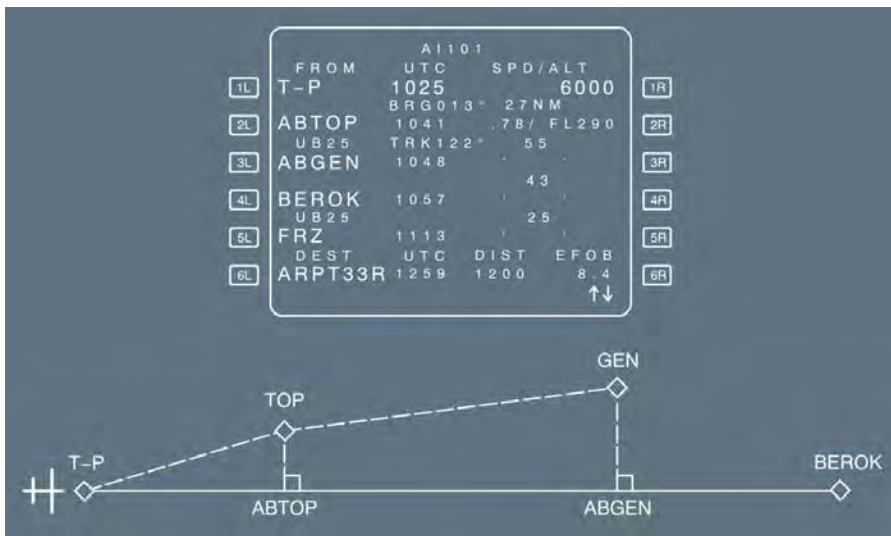 AI101
FROM UTC SPD/ALT
1L T-P 1025 6000 1R
BRG013° 27NM
2L ABTOP 1041 .78/ FL290 2R
UB25 TRK122° 55
3L ABGEN 1048 ' ' 3R
43
4L BEROK 1057 ' ' 4R
UB25 25
5L FRZ 1113 ' ' 5R
DEST UTC DIST EFOB
6L ARPT33R 1259 1200 8.4 6R
↑↓
GEN
TOP
T-P
BEROK
ABTOP ABGEN